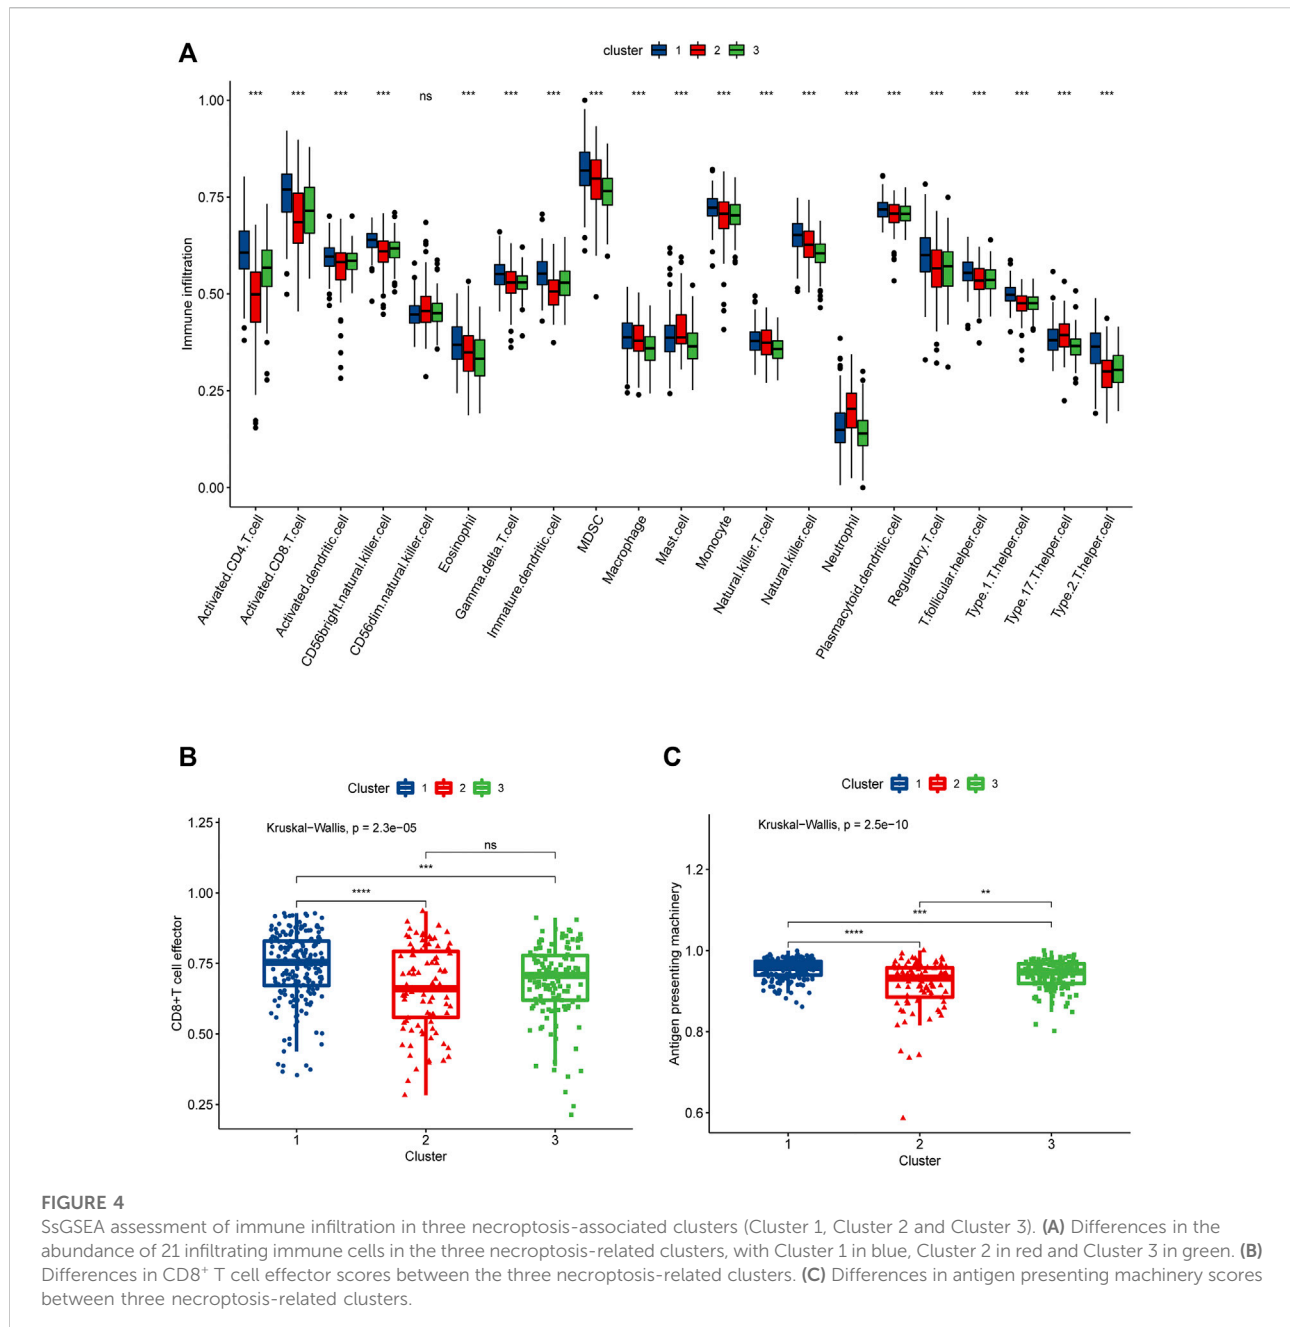 A
cluster 1 2 3
*** *** *** *** ns *** *** *** *** *** *** *** *** *** *** *** *** *** *** *** ***
Immune infiltration
1.00
0.75
0.50
0.25
0.00
Activated.CD4.T.cell
Activated.CD8.T.cell
Activated.dendritic.cell
CD56bright.natural.killer.cell
CD56dim.natural.killer.cell
Eosinophil
Gamma.delta.T.cell
Immature.dendritic.cell
MDSC
Macrophage
Mast.cell
Monocyte
Natural.killer.T.cell
Natural.killer.cell
Neutrophil
Plasmacytoid.dendritic.cell
Regulatory.T.cell
T.follicular.helper.cell
Type.1.T.helper.cell
Type.17.T.helper.cell
Type.2.T.helper.cell
B
Cluster 1 2 3
Kruskal−Wallis, p = 2.3e−05
ns
***
****
CD8+T cell effector
1.25
1.00
0.75
0.50
0.25
1 2 3
Cluster
C
Cluster 1 2 3
Kruskal−Wallis, p = 2.5e−10
**
***
****
Antigen presenting machinery
1.2
1.0
0.8
0.6
1 2 3
Cluster
FIGURE 4
SsGSEA assessment of immune infiltration in three necroptosis-associated clusters (Cluster 1, Cluster 2 and Cluster 3). (A) Differences in the
abundance of 21 infiltrating immune cells in the three necroptosis-related clusters, with Cluster 1 in blue, Cluster 2 in red and Cluster 3 in green. (B)
Differences in CD8⁺ T cell effector scores between the three necroptosis-related clusters. (C) Differences in antigen presenting machinery scores
between three necroptosis-related clusters.